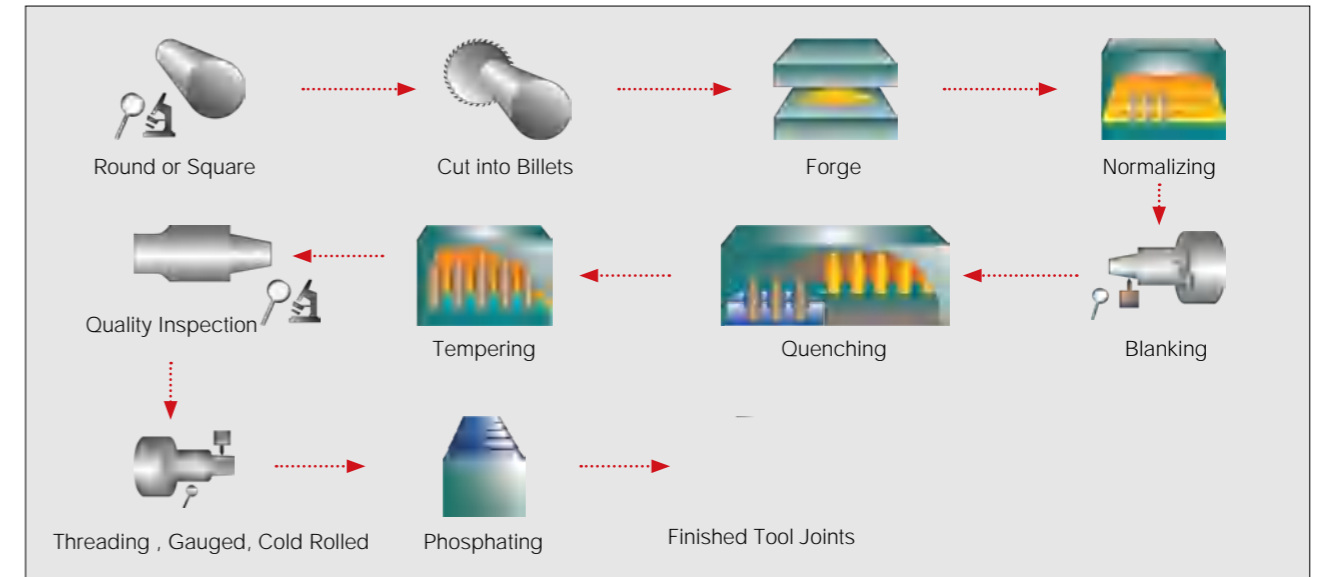 Round or Square
Cut into Billets
Forge
Normalizing
Quality Inspection
Tempering
Quenching
Blanking
Threading , Gauged, Cold Rolled
Phosphating
Finished Tool Joints